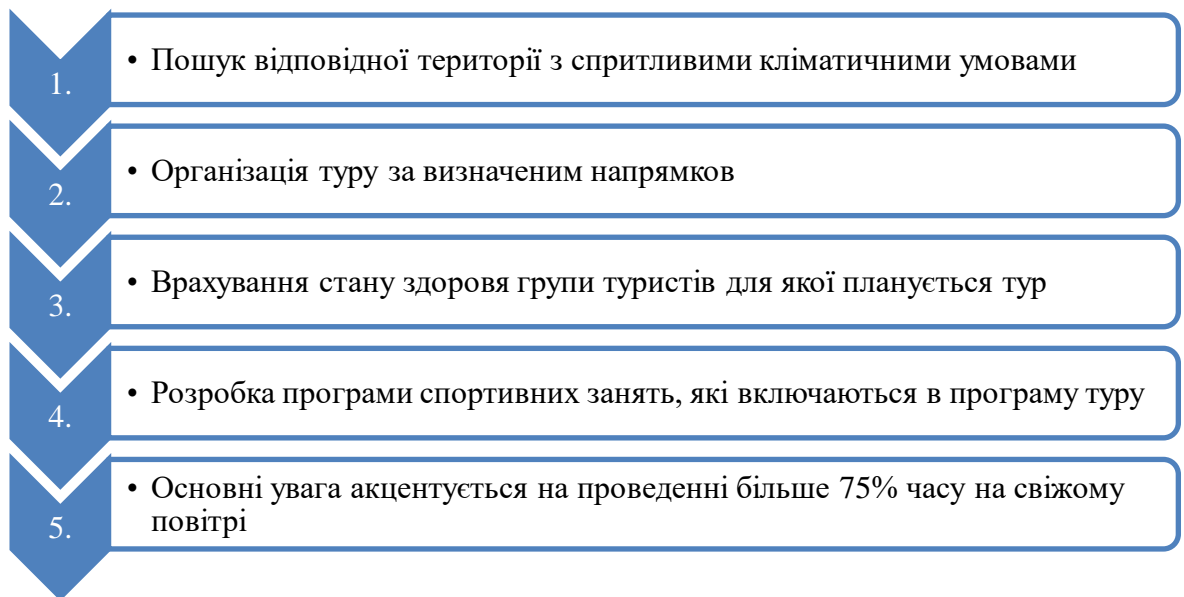 1.
• Пошук відповідної території з спритливими кліматичними умовами
2.
• Організація туру за визначеним напрямков
3.
• Врахування стану здоровя групи туристів для якої планується тур
4.
• Розробка програми спортивних занять, які включаються в програму туру
5.
• Основні увага акцентується на проведенні більше 75% часу на свіжому
повітрі